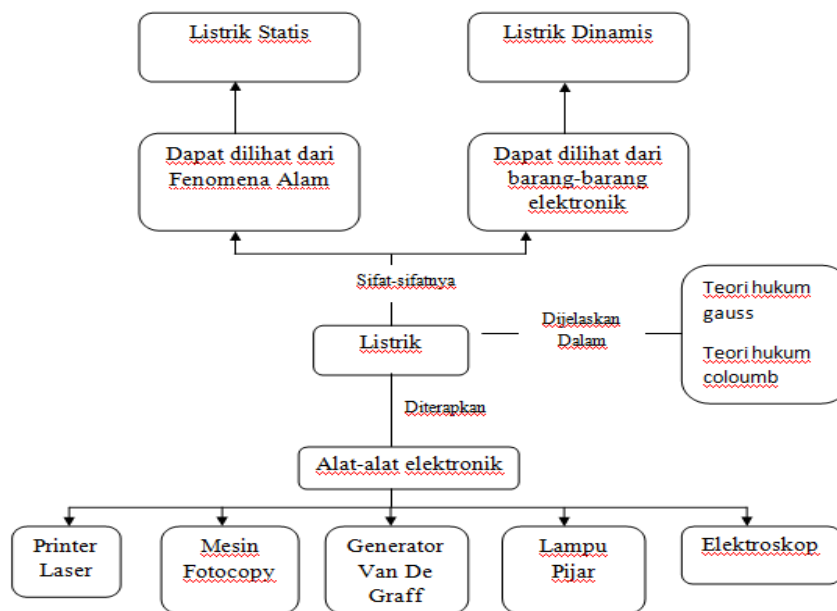 Listrik Statis
Listrik Dinamis
Dapat dilihat dari
Fenomena Alam
Dapat dilihat dari
barang-barang
elektronik
Sifat-sifatnya
Listrik
Dijelaskan
Dalam
Teori hukum
gauss
Teori hukum
coloumb
Diterapkan
Alat-alat elektronik
Printer
Laser
Mesin
Fotocopy
Generator
Van De
Graff
Lampu
Pijar
Elektroskop